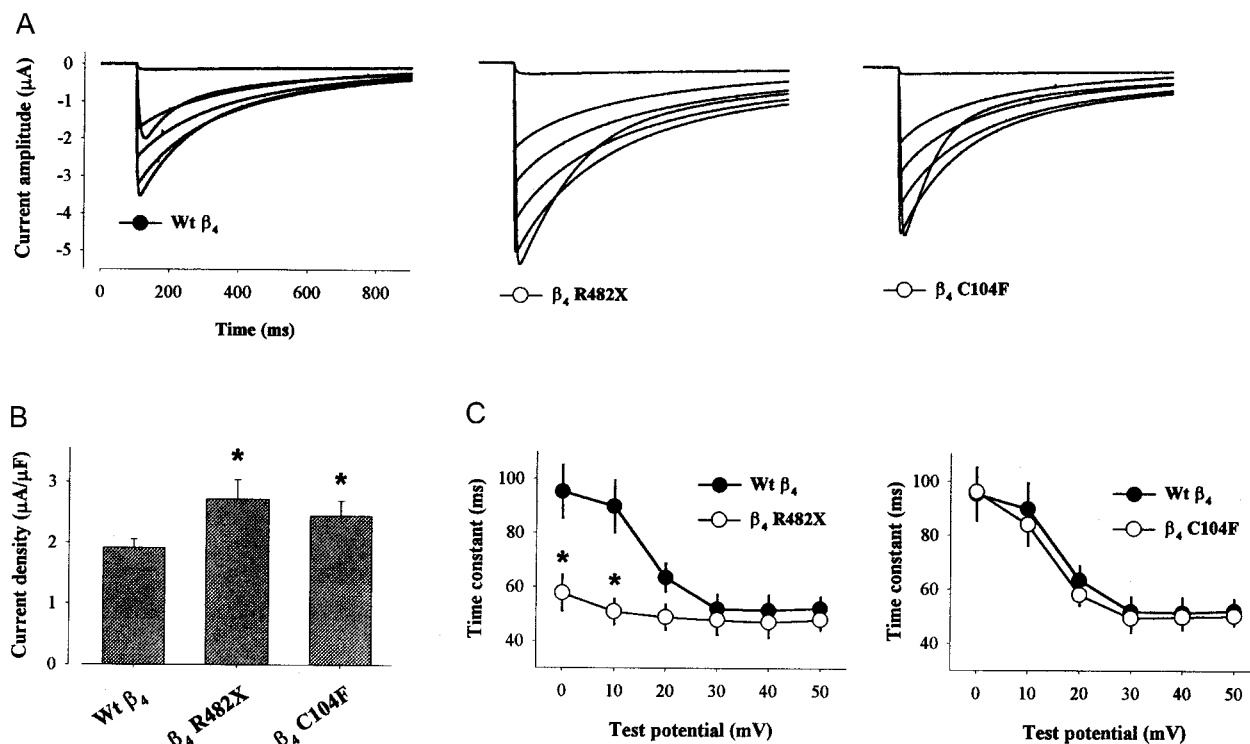 A
Current amplitude (μA)
0
-1
-2
-3
-4
-5
0 200 400 600 800
Time (ms)
Wt β4
β4 R482X
β4 C104F
B
Current density (μA/μF)
3
2
1
0
*
*
Wt β4
β4 R482X
β4 C104F
C
Time constant (ms)
100
80
60
40
Wt β4
β4 R482X
*
*
0 10 20 30 40 50
Test potential (mV)
Time constant (ms)
100
80
60
40
Wt β4
β4 C104F
0 10 20 30 40 50
Test potential (mV)